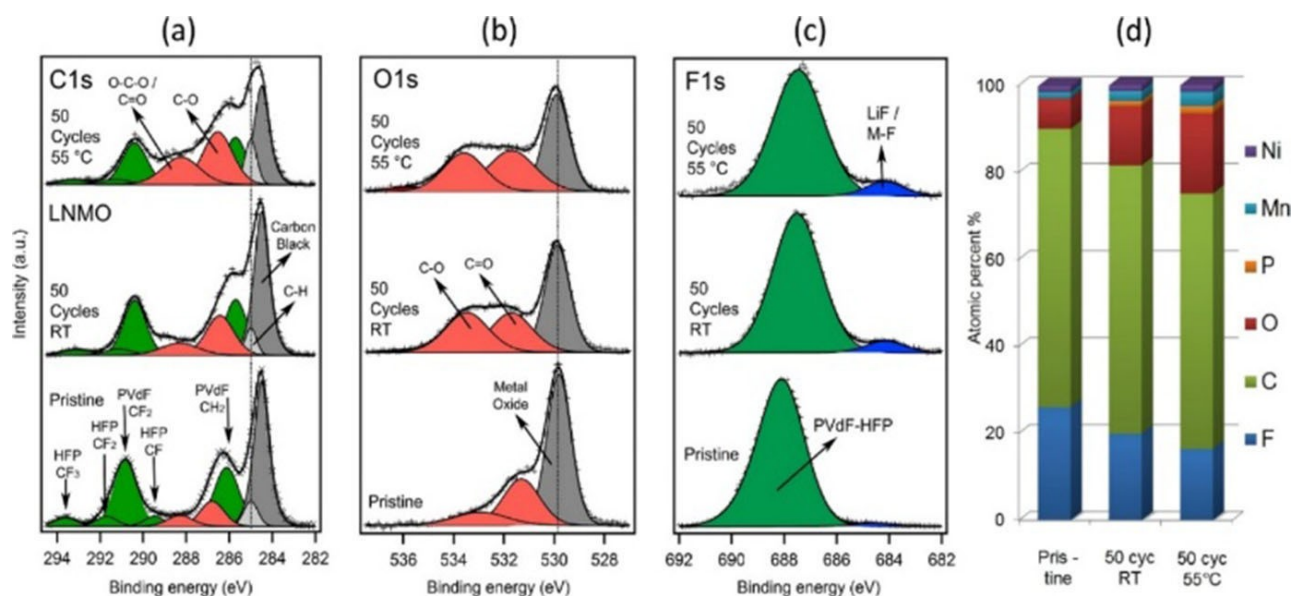 (a)
(b)
(c)
(d)
Intensity (a.u.)
C1s
50
Cycles
55 °C
O-C-O /
C=O
C-O
LNMO
50
Cycles
RT
Carbon
Black
C-H
Pristine
PVdF
CF₂
HFP
CF₂
HFP
CF
PVdF
CH₂
HFP
CF₃
294 292 290 288 286 284 282
Binding energy (eV)
O1s
50
Cycles
55 °C
C-O
C=O
50
Cycles
RT
Metal
Oxide
Pristine
536 534 532 530 528
Binding energy (eV)
F1s
50
Cycles
55 °C
LiF /
M-F
50
Cycles
RT
PVdF-HFP
Pristine
692 690 688 686 684 682
Binding energy (eV)
Atomic percent %
100
80
60
40
20
0
Pris -
tine
50 cyc
RT
50 cyc
55°C
Ni
Mn
P
O
C
F